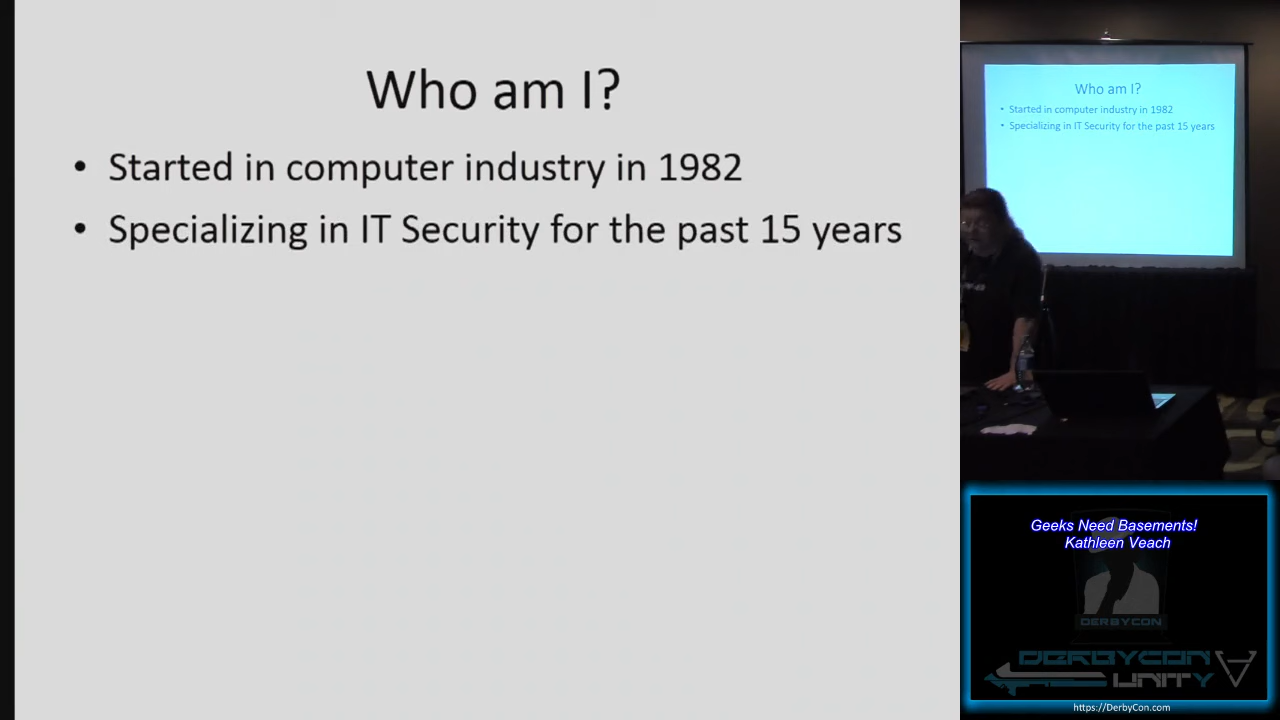 Who am I?
• Started in computer industry in 1982
• Specializing in IT Security for the past 15 years
Who am I?
• Started in computer industry in 1982
• Specializing in IT Security for the past 15 years
Geeks Need Basements!
Kathleen Veach
DERBYCON
DERBYCON
UNITY
https://DerbyCon.com